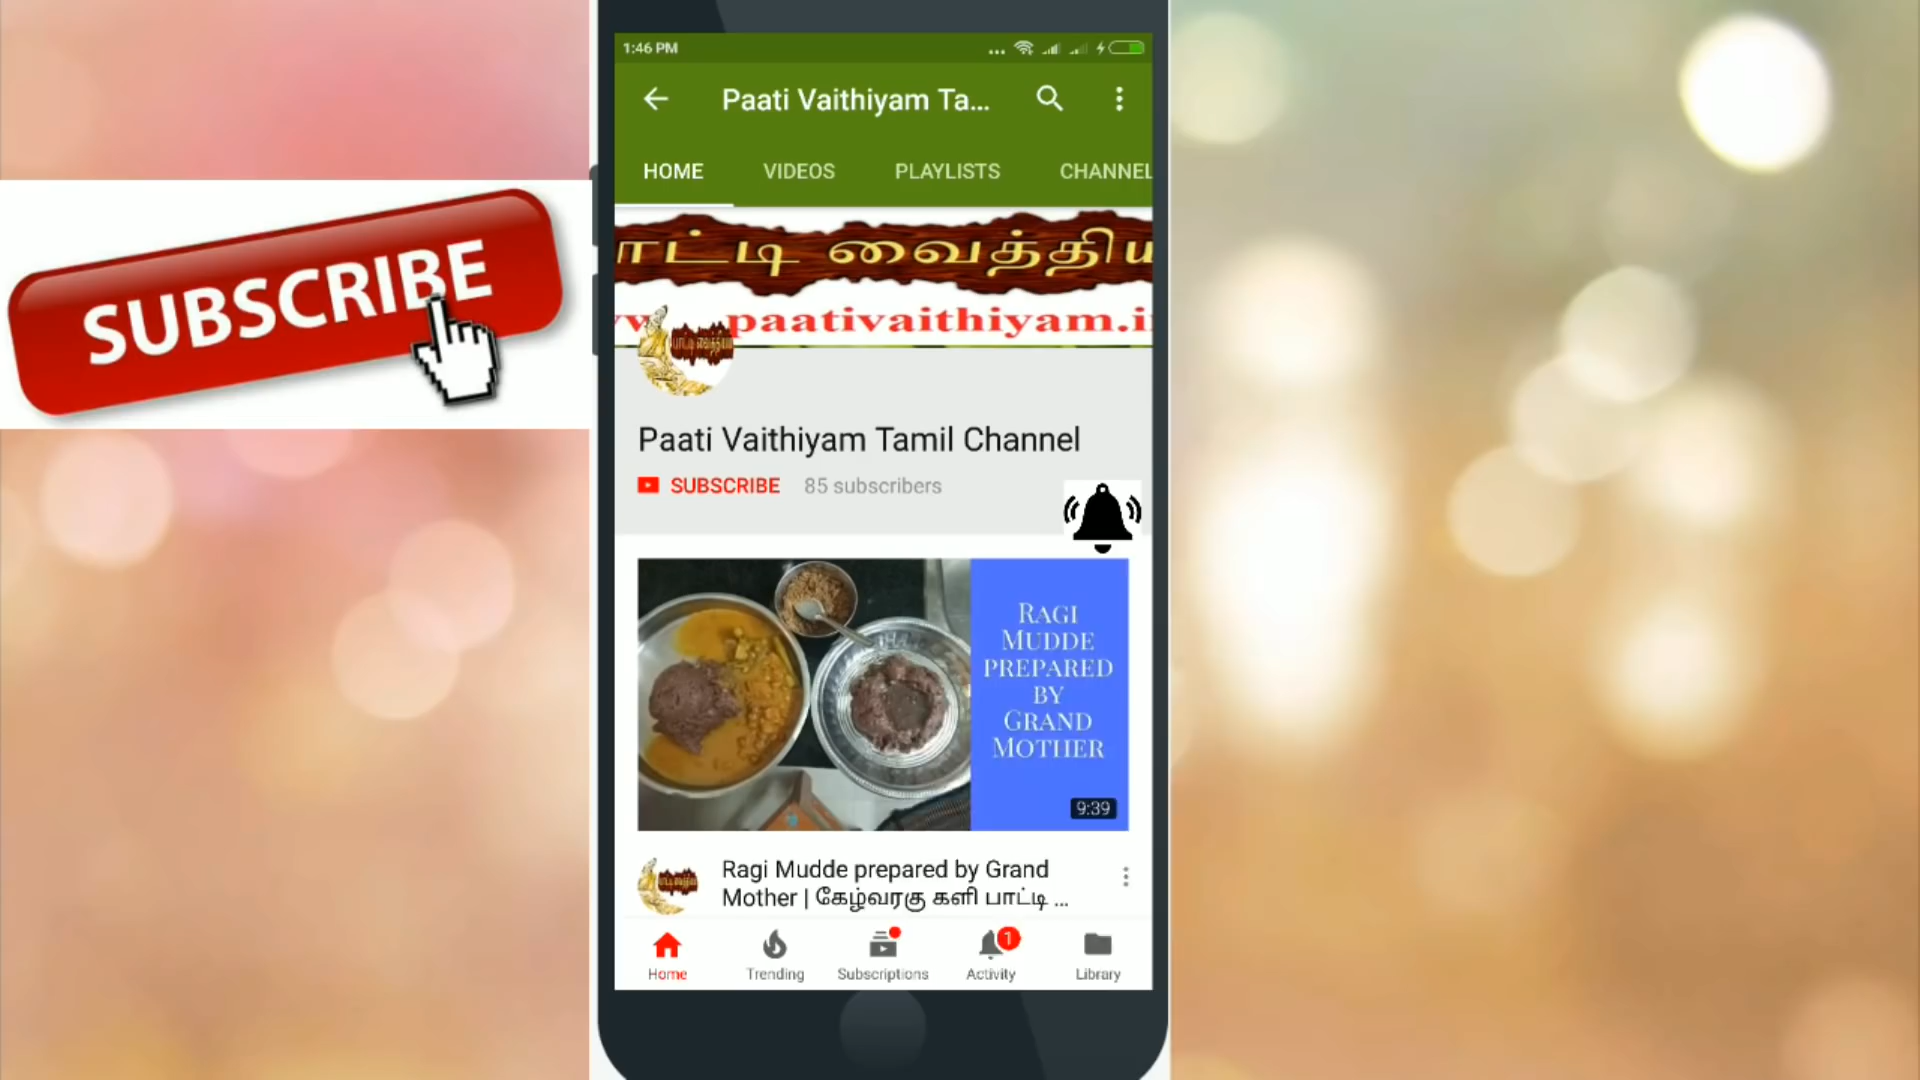 SUBSCRIBE
1:46 PM
Paati Vaithiyam Ta...
HOME VIDEOS PLAYLISTS CHANNEL
பாட்டி வைத்திய
paativaithiyam.i
பாட்டி வைத்திய
Paati Vaithiyam Tamil Channel
SUBSCRIBE 85 subscribers
RAGI
MUDDE
PREPARED
BY
GRAND
MOTHER
9:39
Ragi Mudde prepared by Grand
Mother | கேழ்வரகு களி பாட்டி ...
1
Home Trending Subscriptions Activity Library